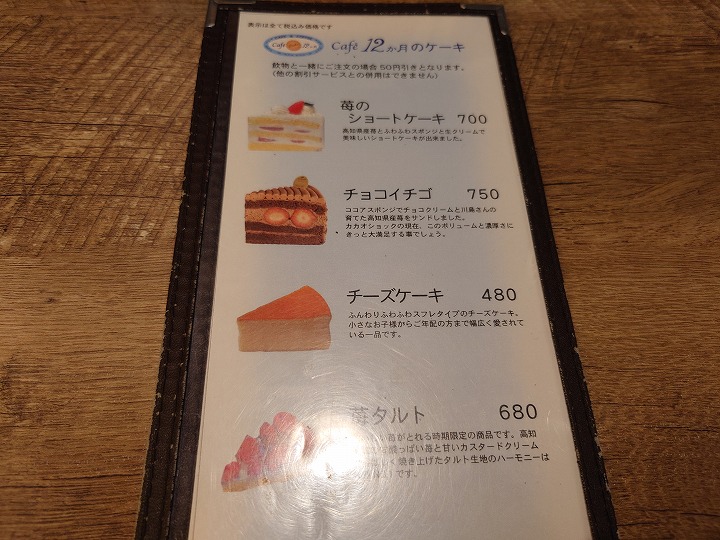 表示は全て税込み価格です
Café 12か月のケーキ
飲物と一緒にご注文の場合50円引きとなります。
(他の割引サービスとの併用はできません)
苺の
ショートケーキ 700
高知県産苺とふわふわスポンジと生クリームで
美味しいショートケーキが出来ました。
チョコイチゴ 750
ココアスポンジでチョコクリームと川島さんの
育てた高知県産苺をサンドしました。
カカオショックの現在、このボリュームと濃厚さに
きっと大満足する事でしょう。
チーズケーキ 480
ふんわりふわふわスフレタイプのチーズケーキ。
小さなお子様からご年配の方まで幅広く愛されて
いる一品です。
苺タルト 680
い苺がとれる時期限定の商品です。高知
酸っぱい苺と甘いカスタードクリーム
しく焼き上げたタルト生地のハーモニーは